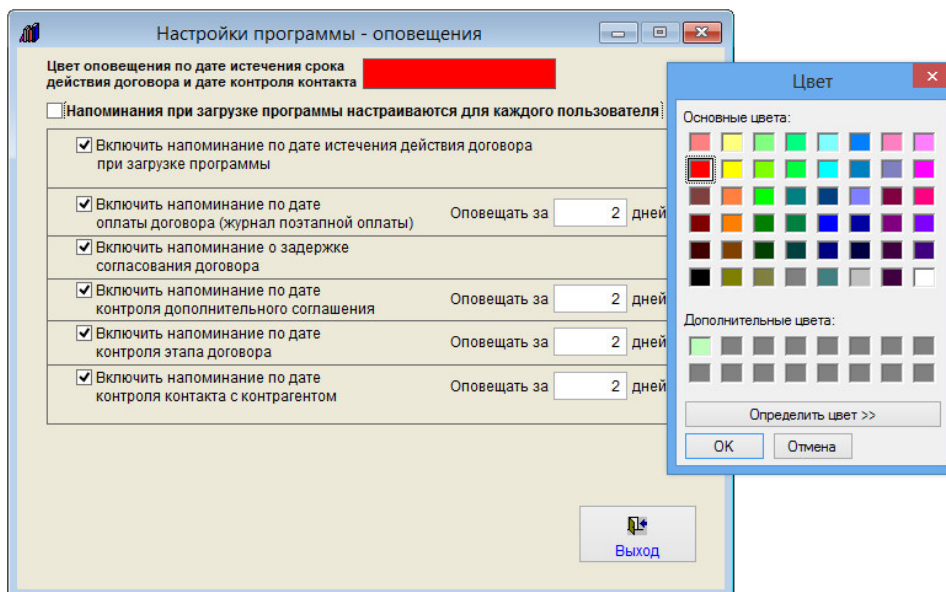 Настройки программы - оповещения
Цвет оповещения по дате истечения срока
действия договора и дате контроля контакта
Напоминания при загрузке программы настраиваются для каждого пользователя
Включить напоминание по дате истечения действия договора
при загрузке программы
Включить напоминание по дате
оплаты договора (журнал поэтапной оплаты) Оповещать за 2 дней
Включить напоминание о задержке
согласования договора
Включить напоминание по дате
контроля дополнительного соглашения Оповещать за 2 дней
Включить напоминание по дате
контроля этапа договора Оповещать за 2 дней
Включить напоминание по дате
контроля контакта с контрагентом Оповещать за 2 дней
Выход
Цвет
Основные цвета:
Дополнительные цвета:
Определить цвет >>
OK Отмена